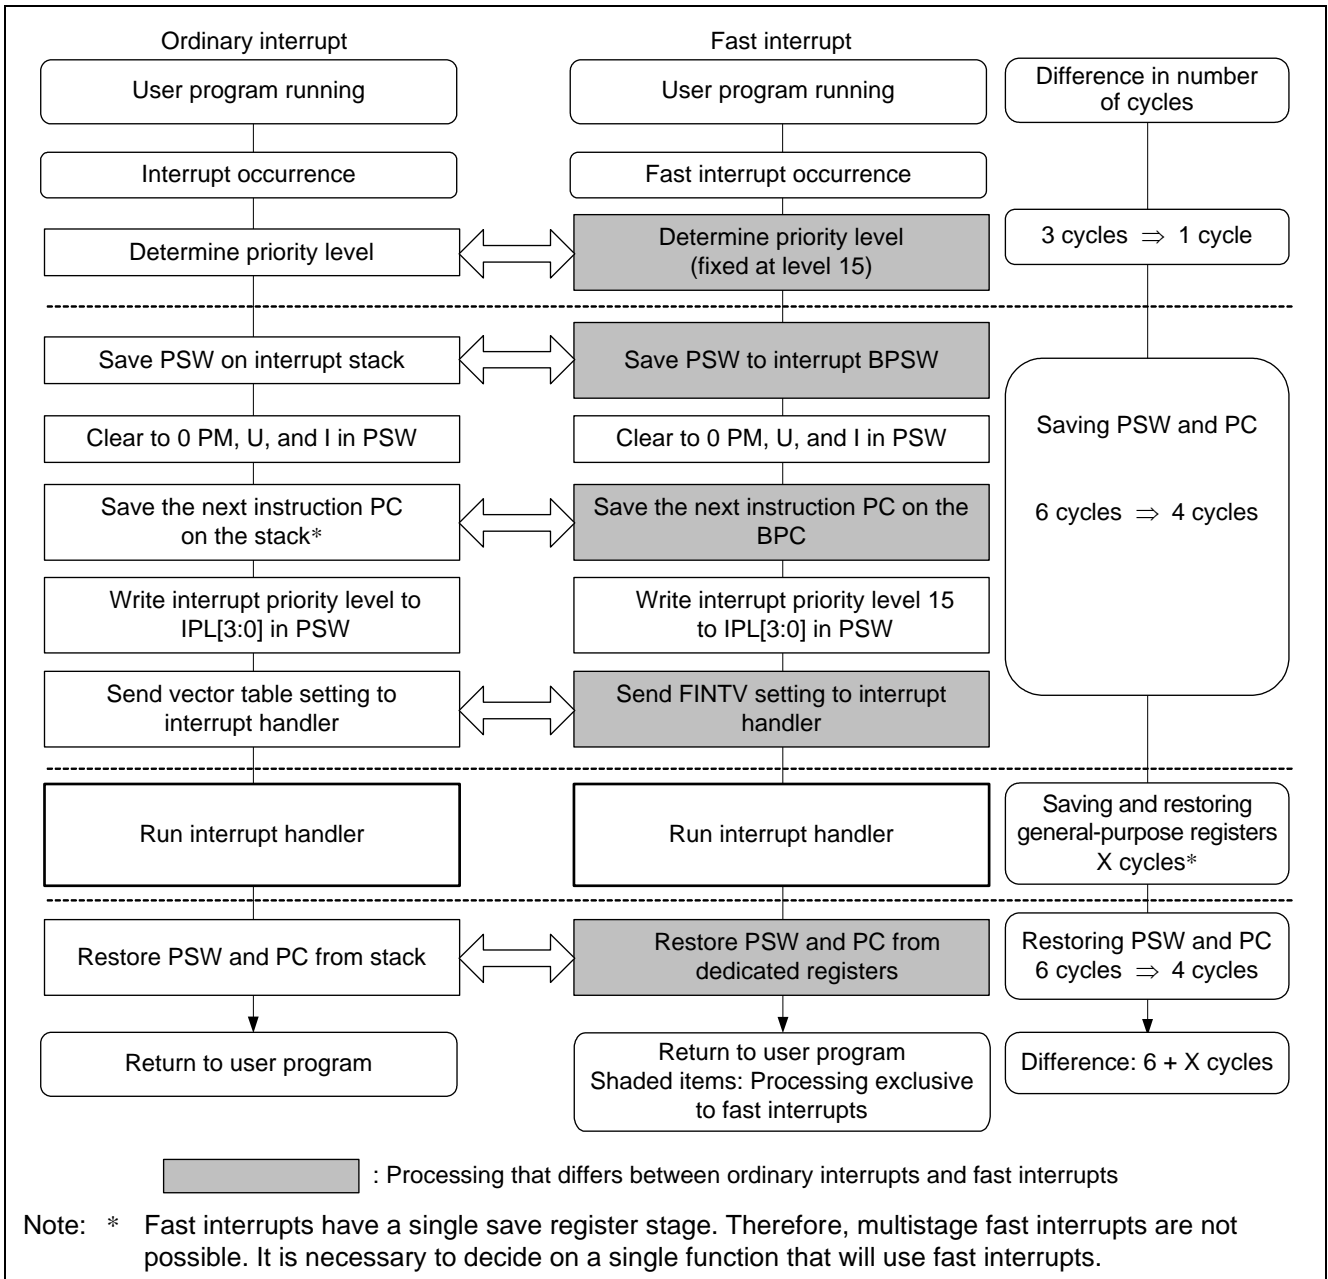 Ordinary interrupt
User program running
Interrupt occurrence
Determine priority level
Save PSW on interrupt stack
Clear to 0 PM, U, and I in PSW
Save the next instruction PC
on the stack*
Write interrupt priority level to
IPL[3:0] in PSW
Send vector table setting to
interrupt handler
Run interrupt handler
Restore PSW and PC from stack
Return to user program
Fast interrupt
User program running
Fast interrupt occurrence
Determine priority level
(fixed at level 15)
Save PSW to interrupt BPSW
Clear to 0 PM, U, and I in PSW
Save the next instruction PC on the
BPC
Write interrupt priority level 15
to IPL[3:0] in PSW
Send FINTV setting to interrupt
handler
Run interrupt handler
Restore PSW and PC from
dedicated registers
Return to user program
Shaded items: Processing exclusive
to fast interrupts
Difference in number
of cycles
3 cycles ⇒ 1 cycle
Saving PSW and PC
6 cycles ⇒ 4 cycles
Saving and restoring
general-purpose registers
X cycles*
Restoring PSW and PC
6 cycles ⇒ 4 cycles
Difference: 6 + X cycles
: Processing that differs between ordinary interrupts and fast interrupts
Note: * Fast interrupts have a single save register stage. Therefore, multistage fast interrupts are not
possible. It is necessary to decide on a single function that will use fast interrupts.